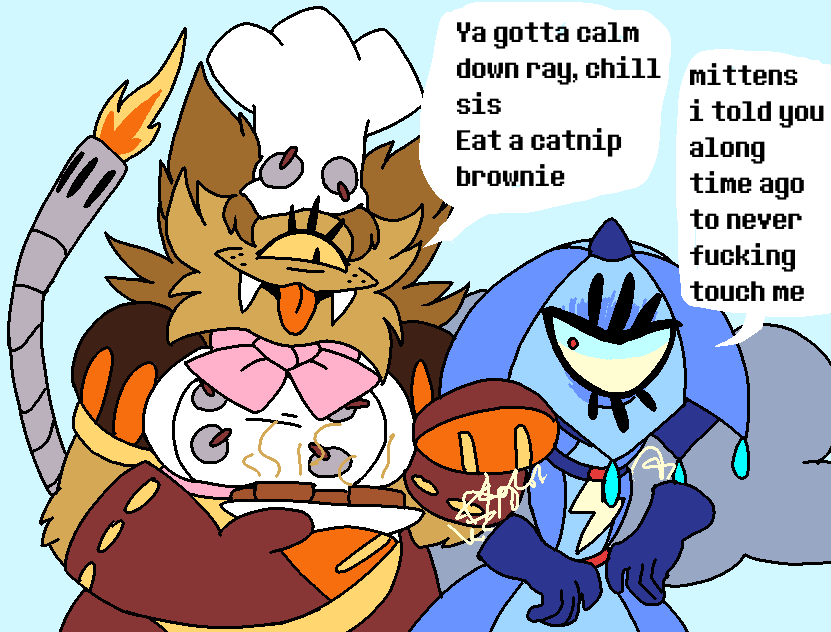 Ya gotta calm
down ray, chill
sis
Eat a catnip
brownie
mittens
i told you
along
time ago
to never
fucking
touch me